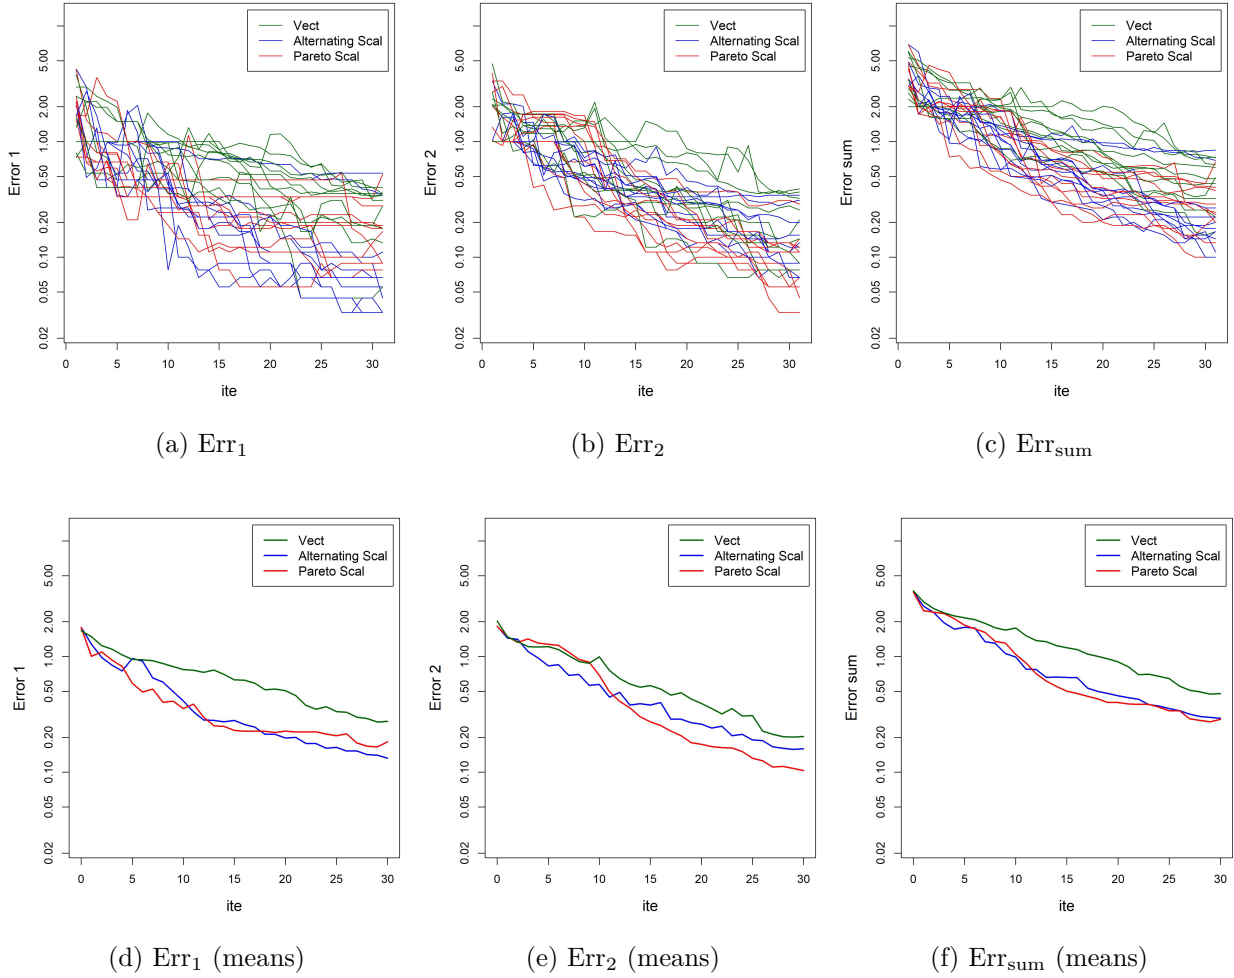 Error 1
5.00
2.00
1.00
0.50
0.20
0.10
0.05
0.02
Vect
Alternating Scal
Pareto Scal
0 5 10 15 20 25 30
ite
(a) Err1
Error 2
5.00
2.00
1.00
0.50
0.20
0.10
0.05
0.02
Vect
Alternating Scal
Pareto Scal
0 5 10 15 20 25 30
ite
(b) Err2
Error sum
5.00
2.00
1.00
0.50
0.20
0.10
0.05
0.02
Vect
Alternating Scal
Pareto Scal
0 5 10 15 20 25 30
ite
(c) Errsum
Error 1
5.00
2.00
1.00
0.50
0.20
0.10
0.05
0.02
Vect
Alternating Scal
Pareto Scal
0 5 10 15 20 25 30
ite
(d) Err1 (means)
Error 2
5.00
2.00
1.00
0.50
0.20
0.10
0.05
0.02
Vect
Alternating Scal
Pareto Scal
0 5 10 15 20 25 30
ite
(e) Err2 (means)
Error sum
5.00
2.00
1.00
0.50
0.20
0.10
0.05
0.02
Vect
Alternating Scal
Pareto Scal
0 5 10 15 20 25 30
ite
(f) Errsum (means)